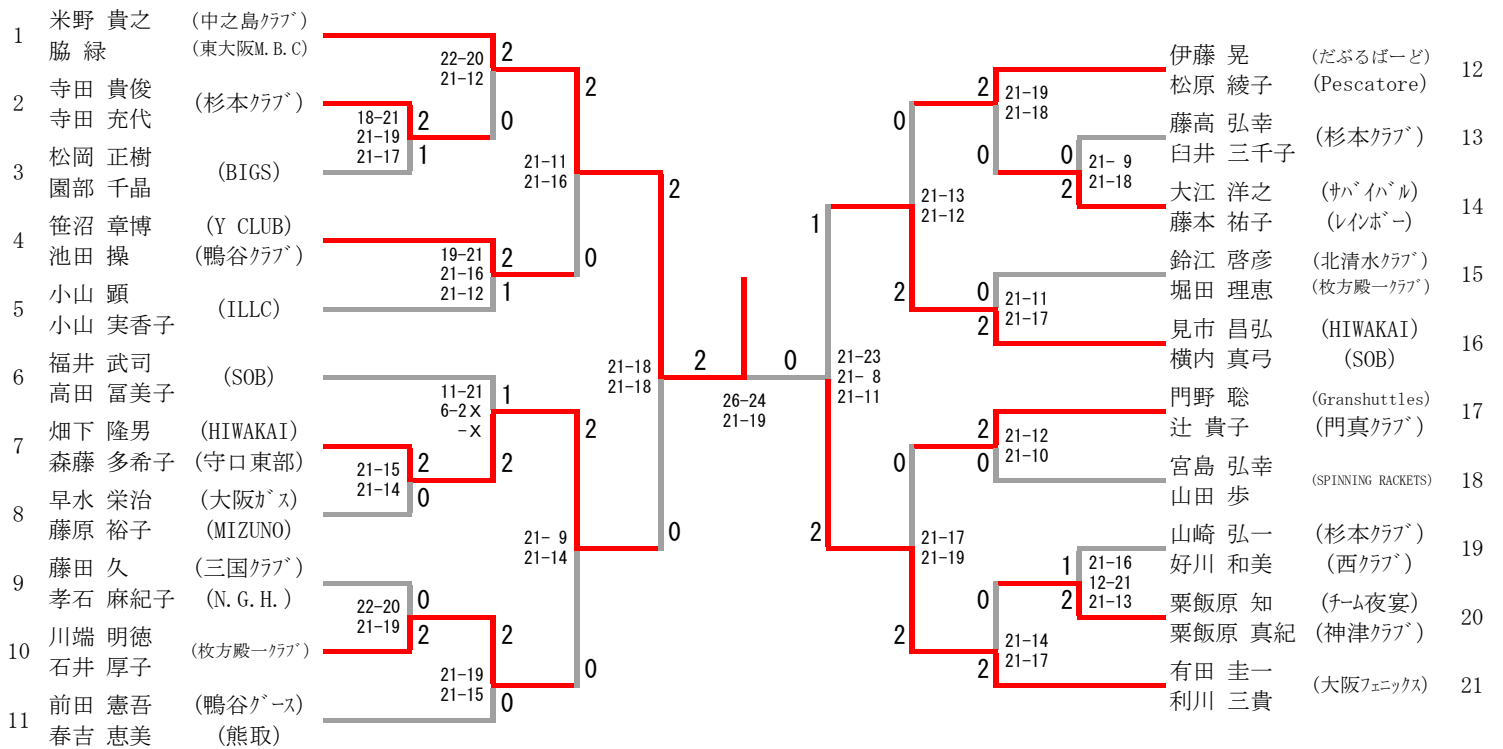 1 米野 貴之 (中之島ｸﾗﾌﾞ)
脇 緑 (東大阪M.B.C)
2 寺田 貴俊 (杉本ｸﾗﾌﾞ)
寺田 充代
3 松岡 正樹 (BIGS)
園部 千晶
4 笹沼 章博 (Y CLUB)
池田 操 (鴨谷ｸﾗﾌﾞ)
5 小山 顕 (ILLC)
小山 実香子
6 福井 武司 (SOB)
高田 冨美子
7 畑下 隆男 (HIWAKAI)
森藤 多希子 (守口東部)
8 早水 栄治 (大阪ｶﾞｽ)
藤原 裕子 (MIZUNO)
9 藤田 久 (三国ｸﾗﾌﾞ)
孝石 麻紀子 (N.G.H.)
10 川端 明徳 (枚方殿一ｸﾗﾌﾞ)
石井 厚子
11 前田 憲吾 (鴨谷ｸﾞｰｽ)
春吉 恵美 (熊取)
22-20
21-12
2
0
18-21
21-19
21-17
2
1
21-11
21-16
2
0
19-21
21-16
21-12
2
1
21-18
21-18
2
0
11-21
6-2X
-X
1
2
21-15
21-14
2
0
21- 9
21-14
2
0
22-20
21-19
0
2
21-19
21-15
2
0
2
0
26-24
21-19
21-23
21- 8
21-11
1
2
21-13
21-12
0
2
21-19
21-18
2
0
21- 9
21-18
0
2
21-11
21-17
0
2
21-17
21-19
0
2
21-12
21-10
2
0
21-16
12-21
21-13
1
2
21-14
21-17
0
2
伊藤 晃 (だぶるばーど) 12
松原 綾子 (Pescatore)
藤高 弘幸 (杉本ｸﾗﾌﾞ) 13
臼井 三千子
大江 洋之 (ｻﾊﾞｲﾊﾞﾙ) 14
藤本 祐子 (ﾚｲﾝﾎﾞｰ)
鈴江 啓彦 (北清水ｸﾗﾌﾞ) 15
堀田 理恵 (枚方殿一ｸﾗﾌﾞ)
見市 昌弘 (HIWAKAI) 16
横内 真弓 (SOB)
門野 聡 (Granshuttles) 17
辻 貴子 (門真ｸﾗﾌﾞ)
宮島 弘幸 (SPINNING RACKETS) 18
山田 歩
山崎 弘一 (杉本ｸﾗﾌﾞ) 19
好川 和美 (西ｸﾗﾌﾞ)
粟飯原 知 (ﾁｰﾑ夜宴) 20
粟飯原 真紀 (神津ｸﾗﾌﾞ)
有田 圭一 (大阪ﾌｪﾆｯｸｽ) 21
利川 三貴